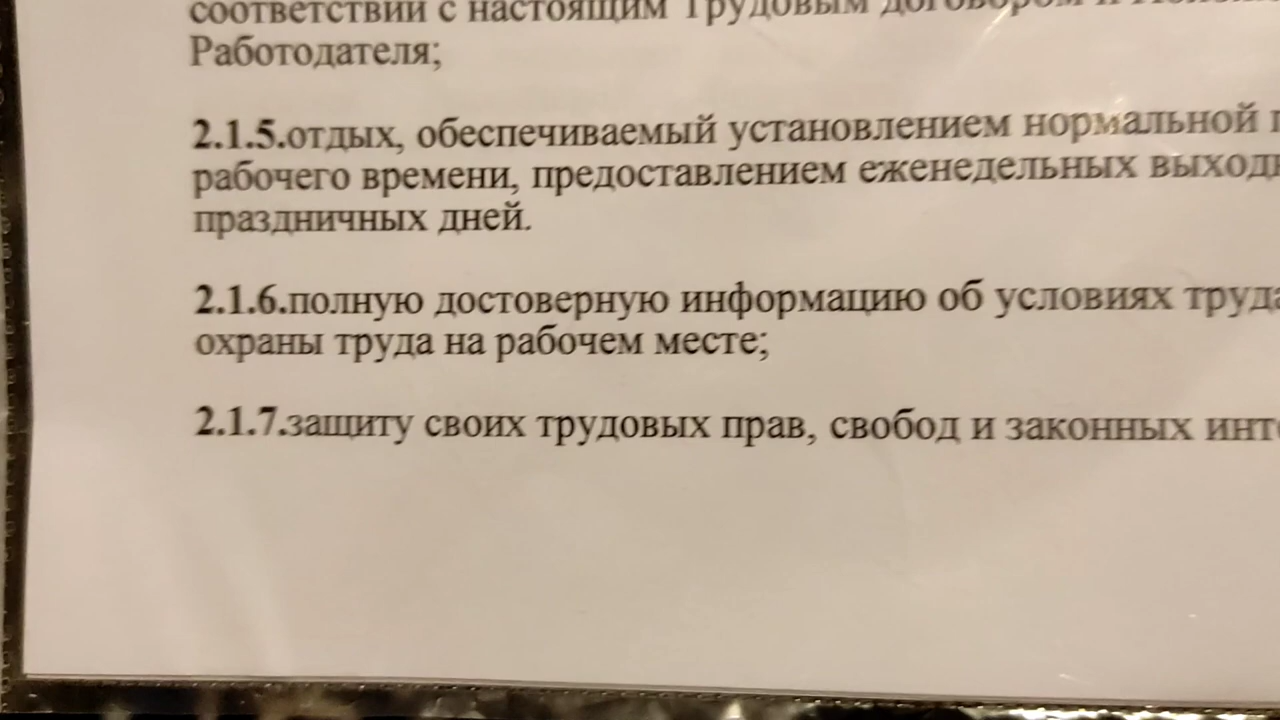 соответствии с настоящим Трудовым договором и
Работодателя;
2.1.5.отдых, обеспечиваемый установлением нормальной
рабочего времени, предоставлением еженедельных
праздничных дней.
2.1.6.полную достоверную информацию об условиях труда
охраны труда на рабочем месте;
2.1.7.защиту своих трудовых прав, свобод и законных